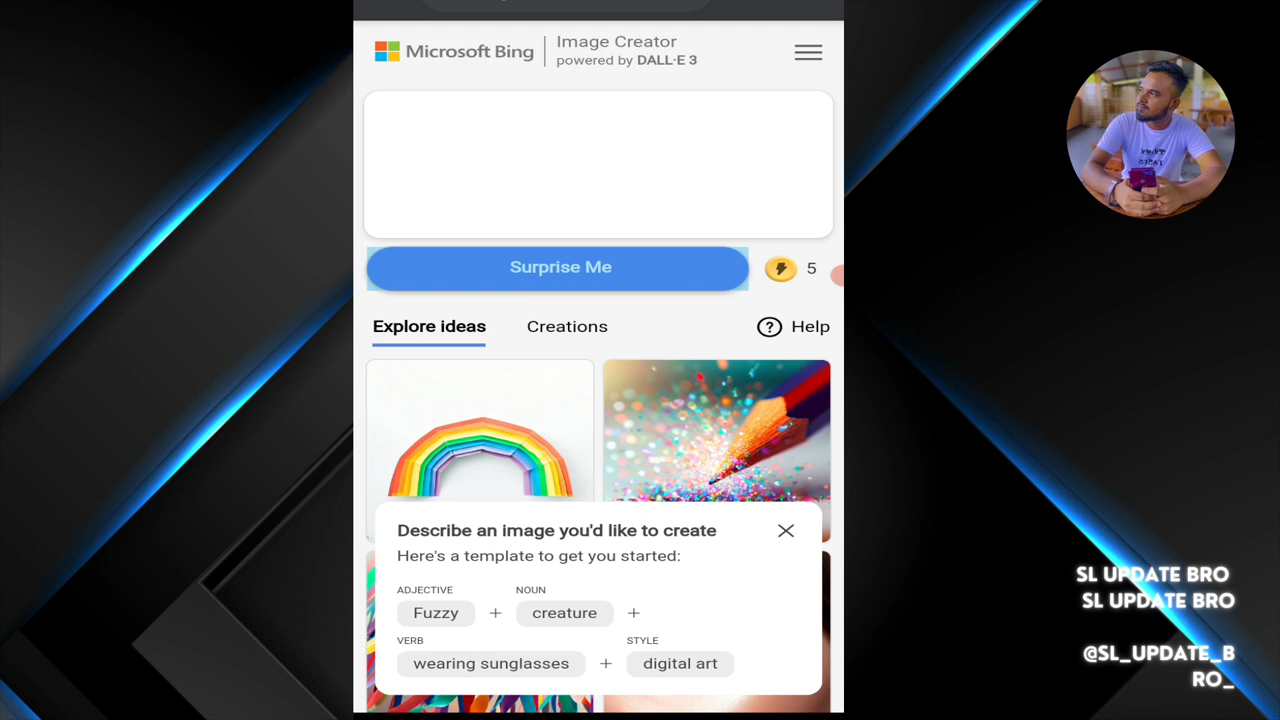 Microsoft Bing
Image Creator
powered by DALL·E 3
Surprise Me
5
Explore ideas
Creations
Help
Describe an image you'd like to create
Here's a template to get you started:
ADJECTIVE
NOUN
Fuzzy + creature +
VERB
STYLE
wearing sunglasses + digital art
SL UPDATE BRO
SL UPDATE BRO
@SL_UPDATE_B
RO_